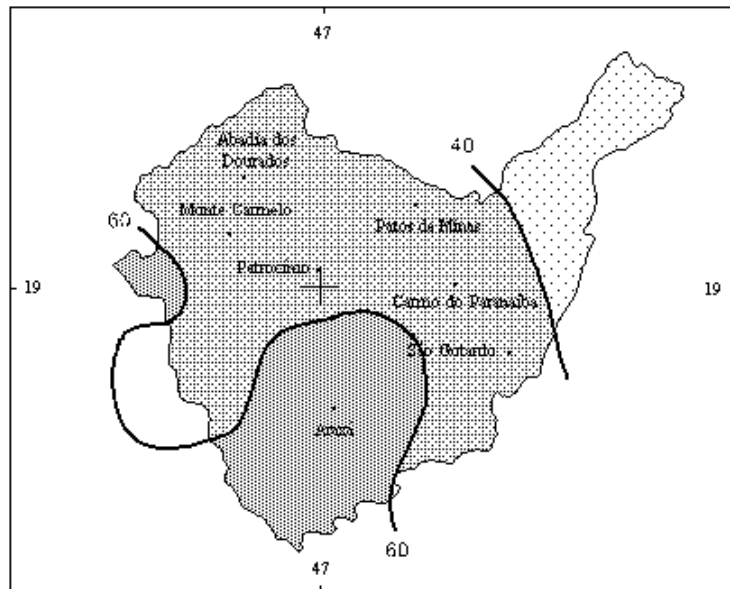 47
40
Abadia dos
Dourados
Monte Carmelo
60
Patos de Minas
Patrocínio
19
19
Carmo do Paranaíba
São Gotardo
Araxá
60
47